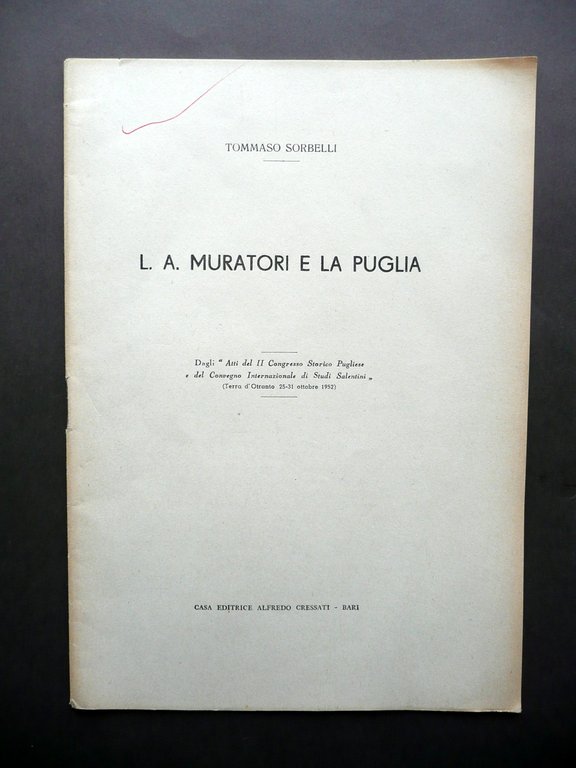 TOMMASO SORBELLI
L. A. MURATORI E LA PUGLIA
Dagli " Atti del II Congresso Storico Pugliese
e del Convegno Internazionale di Studi Salentini „
(Terra d'Otranto 25-31 ottobre 1952)
CASA EDITRICE ALFREDO CRESSATI - BARI